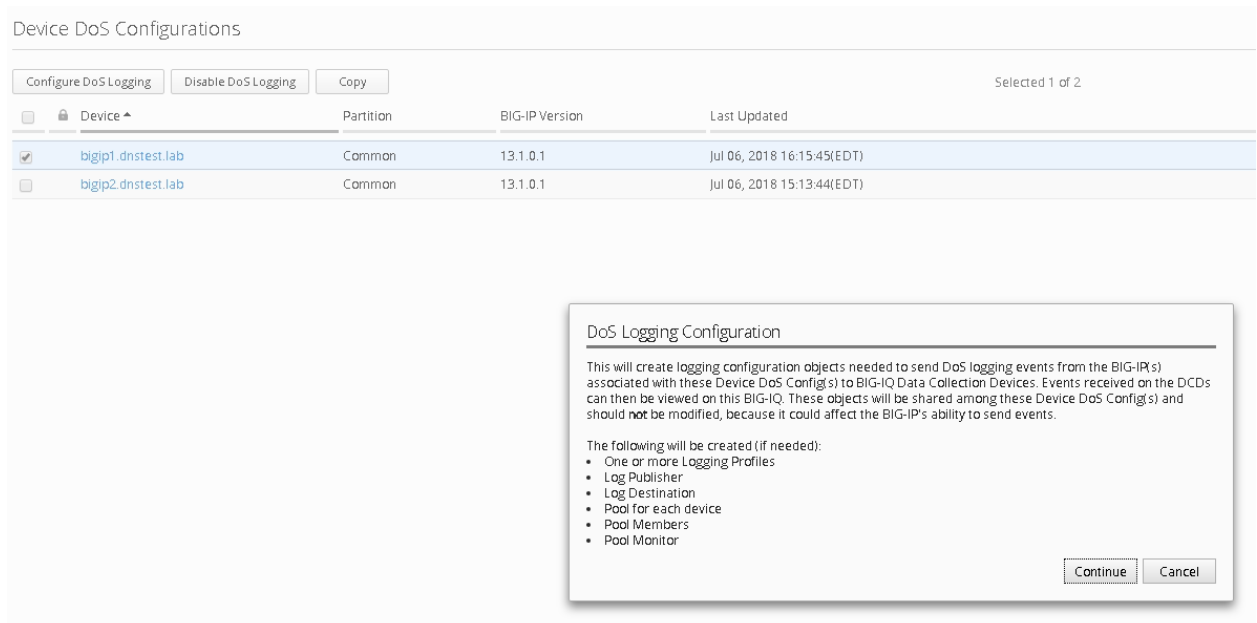 Device DoS Configurations
Configure DoS Logging Disable DoS Logging Copy Selected 1 of 2
Device Partition BIG-IP Version Last Updated
bigip1.dnstest.lab Common 13.1.0.1 Jul 06, 2018 16:15:45(EDT)
bigip2.dnstest.lab Common 13.1.0.1 Jul 06, 2018 15:13:44(EDT)
DoS Logging Configuration
This will create logging configuration objects needed to send DoS logging events from the BIG-IP(s)
associated with these Device DoS Config(s) to BIG-IQ Data Collection Devices. Events received on the DCDs
can then be viewed on this BIG-IQ. These objects will be shared among these Device DoS Config(s) and
should not be modified, because it could affect the BIG-IP's ability to send events.
The following will be created (if needed):
• One or more Logging Profiles
• Log Publisher
• Log Destination
• Pool for each device
• Pool Members
• Pool Monitor
Continue Cancel